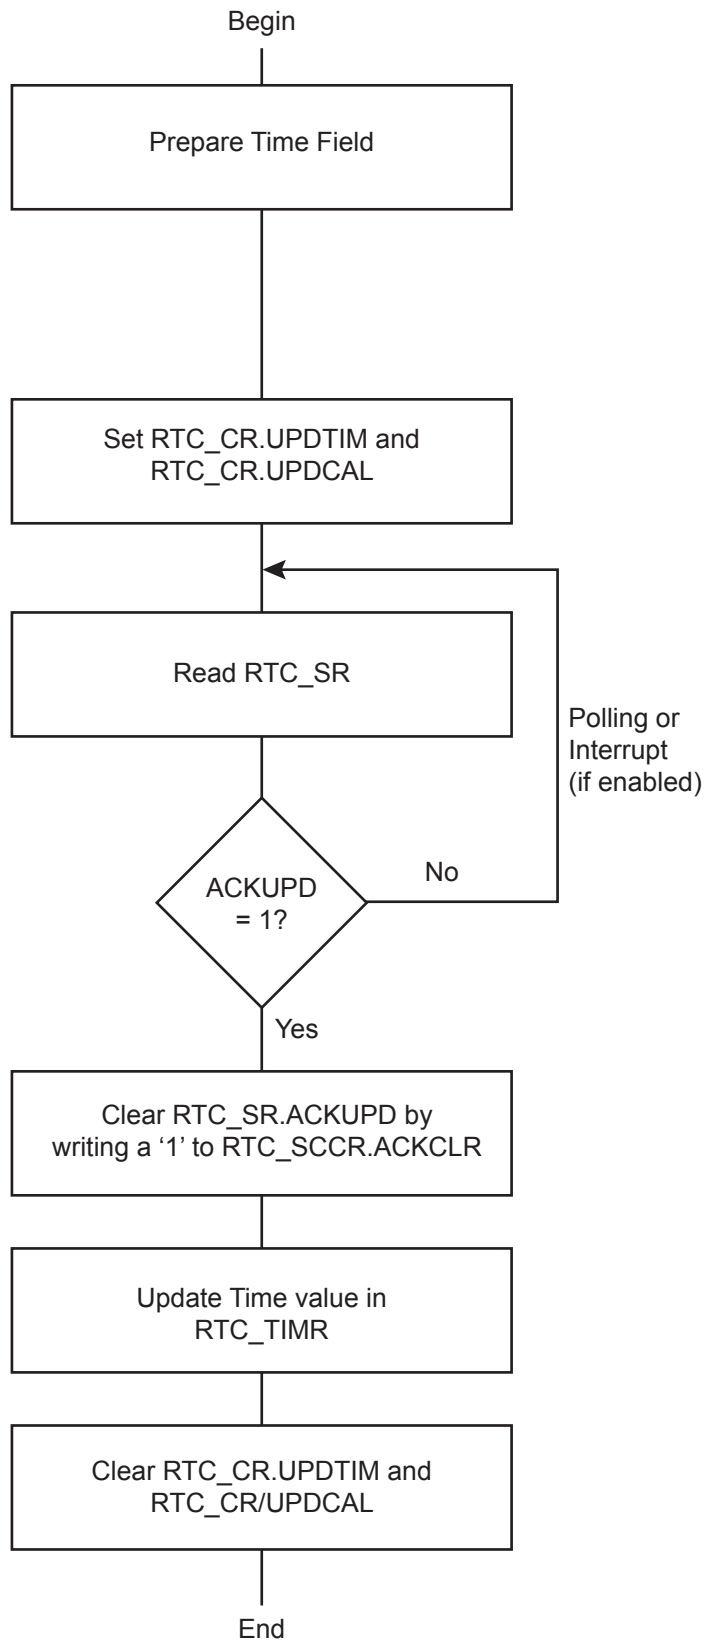 Begin
Prepare Time Field
Set RTC_CR.UPDTIM and
RTC_CR.UPDCAL
Read RTC_SR
Polling or
Interrupt
(if enabled)
ACKUPD
= 1?
No
Yes
Clear RTC_SR.ACKUPD by
writing a ‘1’ to RTC_SCCR.ACKCLR
Update Time value in
RTC_TIMR
Clear RTC_CR.UPDTIM and
RTC_CR/UPDCAL
End